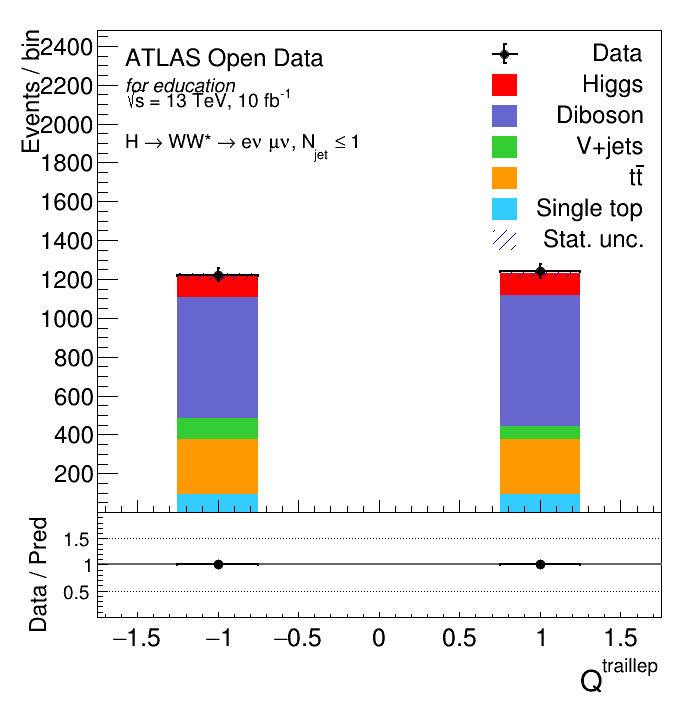 Events / bin
2400
2200
2000
1800
1600
1400
1200
1000
800
600
400
200
ATLAS Open Data
for education
√s = 13 TeV, 10 fb-1
H → WW* → eν μν, Njet ≤ 1
Data
Higgs
Diboson
V+jets
tt̄
Single top
Stat. unc.
Data / Pred
1.5
1
0.5
−1.5 −1 −0.5 0 0.5 1 1.5
Qtraillep